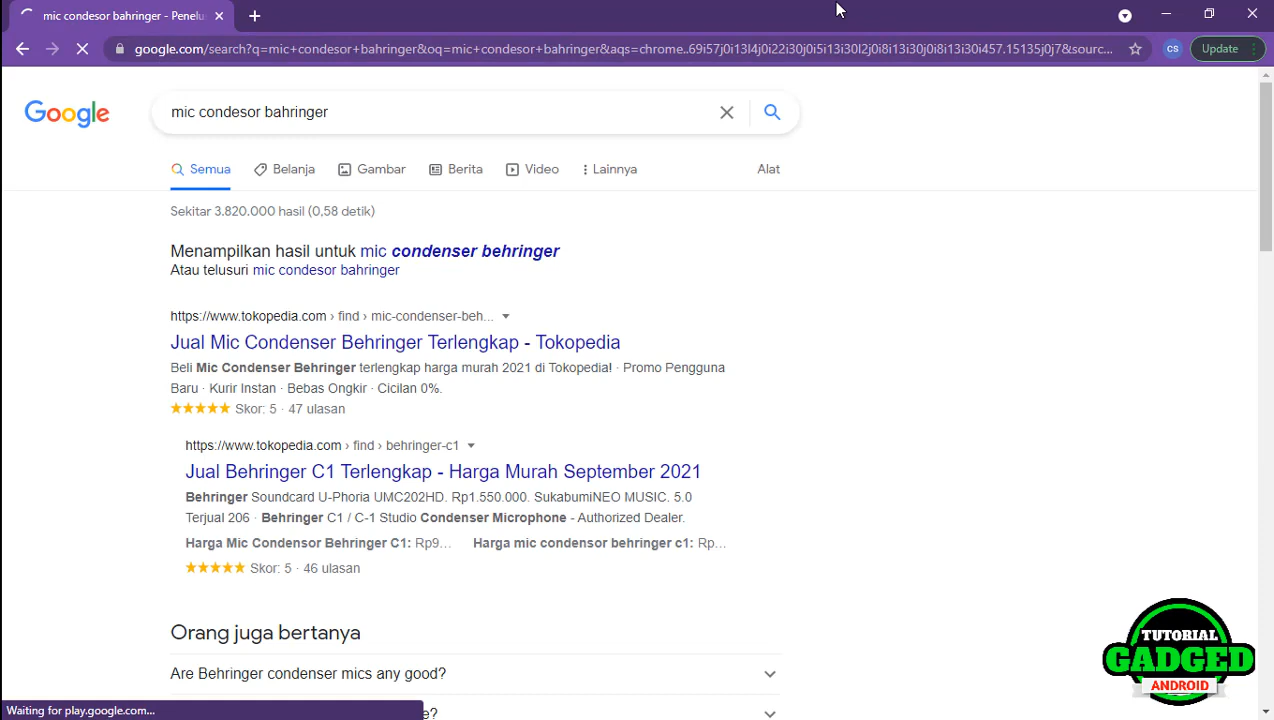 mic condesor bahringer - Penelu
google.com/search?q=mic+condesor+bahringer&oq=mic+condesor+bahringer&aqs=chrome..69i57j0i13l4j0i22i30j0i5i13i30l2j0i8i13i30j0i8i13i30i457.15135j0j7&sourc...
CS
Update
Google
mic condesor bahringer
Semua
Belanja
Gambar
Berita
Video
Lainnya
Alat
Sekitar 3.820.000 hasil (0,58 detik)
Menampilkan hasil untuk mic condenser behringer
Atau telusuri mic condesor bahringer
https://www.tokopedia.com › find › mic-condenser-beh...
Jual Mic Condenser Behringer Terlengkap - Tokopedia
Beli Mic Condenser Behringer terlengkap harga murah 2021 di Tokopedia! · Promo Pengguna
Baru · Kurir Instan · Bebas Ongkir · Cicilan 0%.
★★★★★ Skor: 5 · 47 ulasan
https://www.tokopedia.com › find › behringer-c1
Jual Behringer C1 Terlengkap - Harga Murah September 2021
Behringer Soundcard U-Phoria UMC202HD. Rp1.550.000. SukabumiNEO MUSIC. 5.0
Terjual 206 · Behringer C1 / C-1 Studio Condenser Microphone - Authorized Dealer.
Harga Mic Condensor Behringer C1: Rp9... Harga mic condensor behringer c1: Rp...
★★★★★ Skor: 5 · 46 ulasan
Orang juga bertanya
Are Behringer condenser mics any good?
e?
Waiting for play.google.com...
TUTORIAL
GADGED
ANDROID